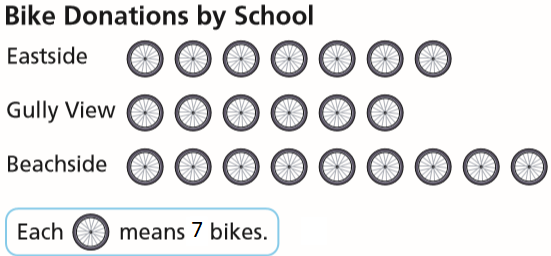 Bike Donations by School
Eastside
Gully View
Beachside
Each means 7 bikes.